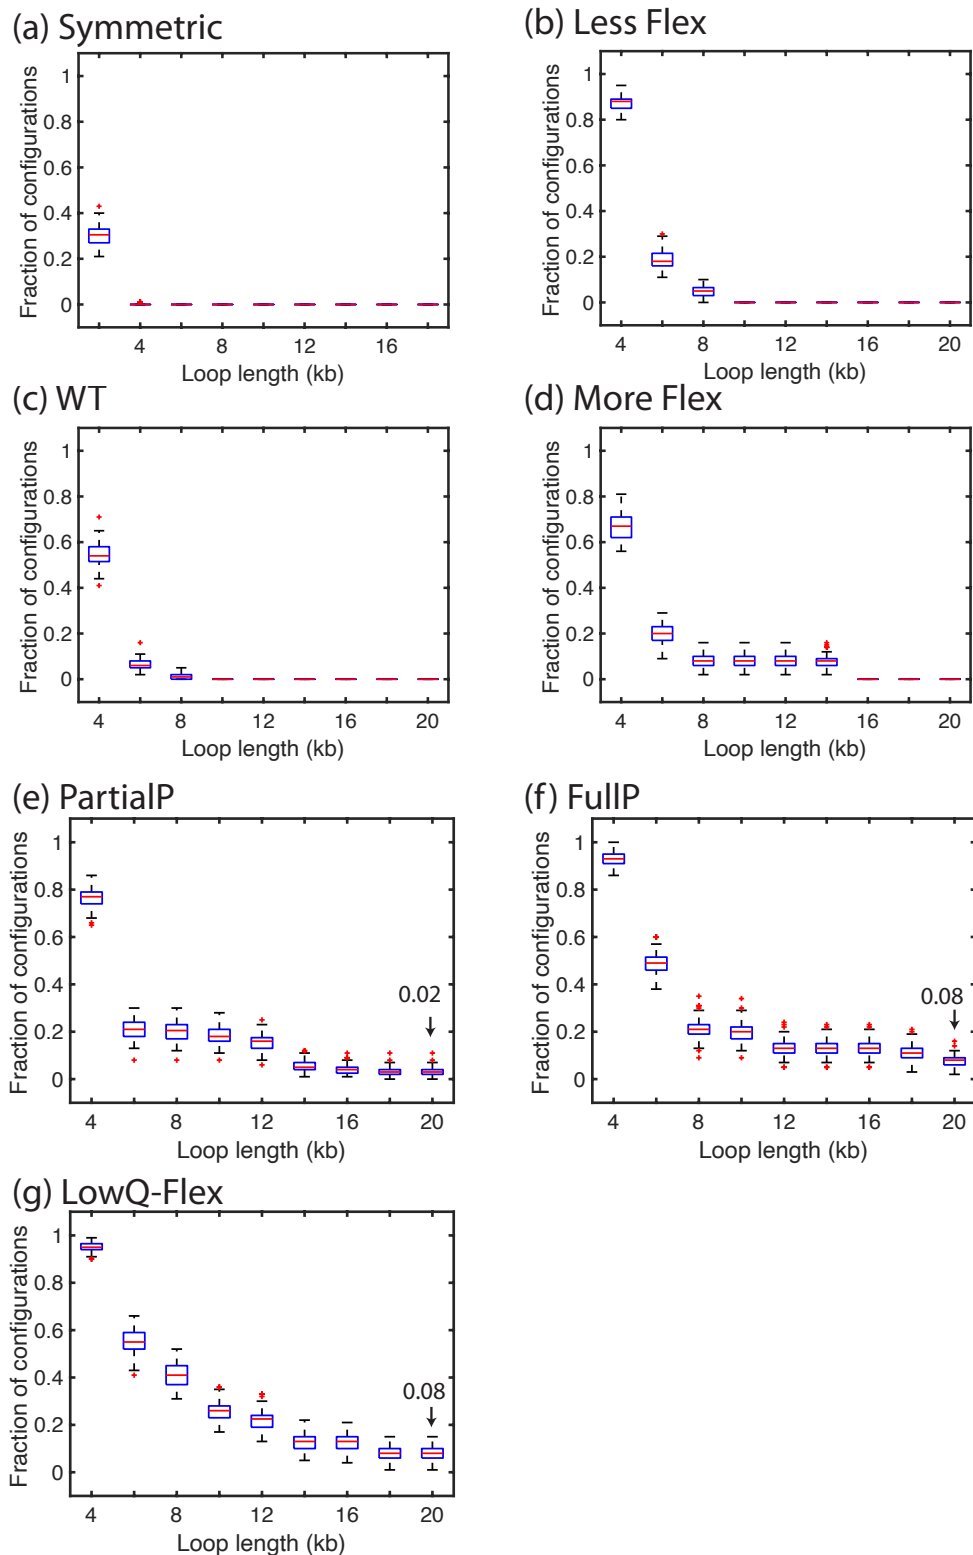 (a) Symmetric
Fraction of configurations
1
0.8
0.6
0.4
0.2
0
4 8 12 16
Loop length (kb)
(b) Less Flex
Fraction of configurations
1
0.8
0.6
0.4
0.2
0
4 8 12 16 20
Loop length (kb)
(c) WT
Fraction of configurations
1
0.8
0.6
0.4
0.2
0
4 8 12 16 20
Loop length (kb)
(d) More Flex
Fraction of configurations
1
0.8
0.6
0.4
0.2
0
4 8 12 16 20
Loop length (kb)
(e) PartialP
Fraction of configurations
1
0.8
0.6
0.4
0.2
0
0.02
4 8 12 16 20
Loop length (kb)
(f) FullP
Fraction of configurations
1
0.8
0.6
0.4
0.2
0
0.08
4 8 12 16 20
Loop length (kb)
(g) LowQ-Flex
Fraction of configurations
1
0.8
0.6
0.4
0.2
0
0.08
4 8 12 16 20
Loop length (kb)